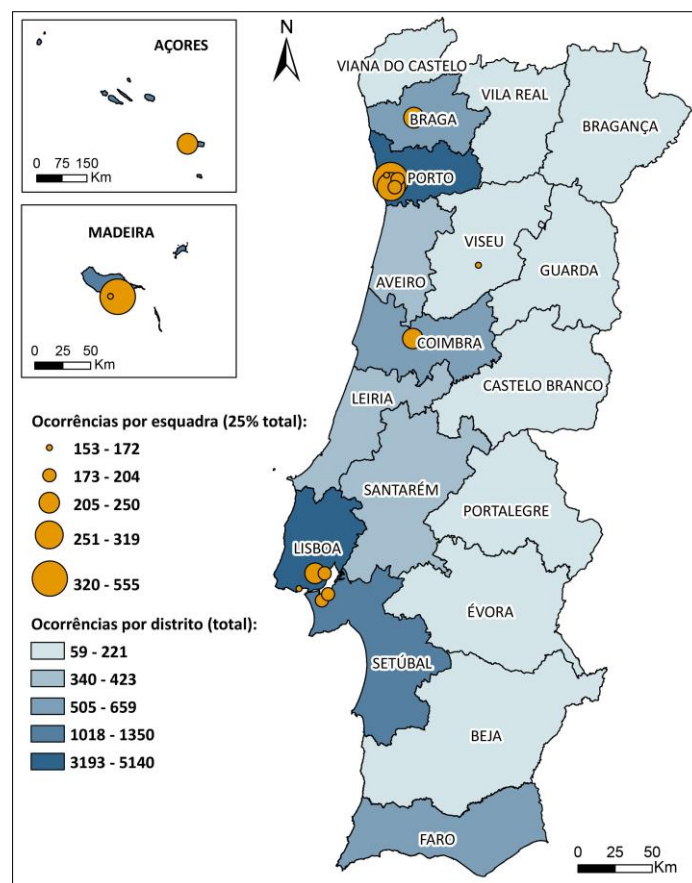 AÇORES
0 75 150
Km
MADEIRA
0 25 50
Km
Ocorrências por esquadra (25% total):
153 - 172
173 - 204
205 - 250
251 - 319
320 - 555
Ocorrências por distrito (total):
59 - 221
340 - 423
505 - 659
1018 - 1350
3193 - 5140
N
VIANA DO CASTELO
VILA REAL
BRAGANÇA
BRAGA
PORTO
VISEU
GUARDA
AVEIRO
COIMBRA
CASTELO BRANCO
LEIRIA
SANTARÉM
PORTALEGRE
LISBOA
ÉVORA
SETÚBAL
BEJA
FARO
0 25 50
Km